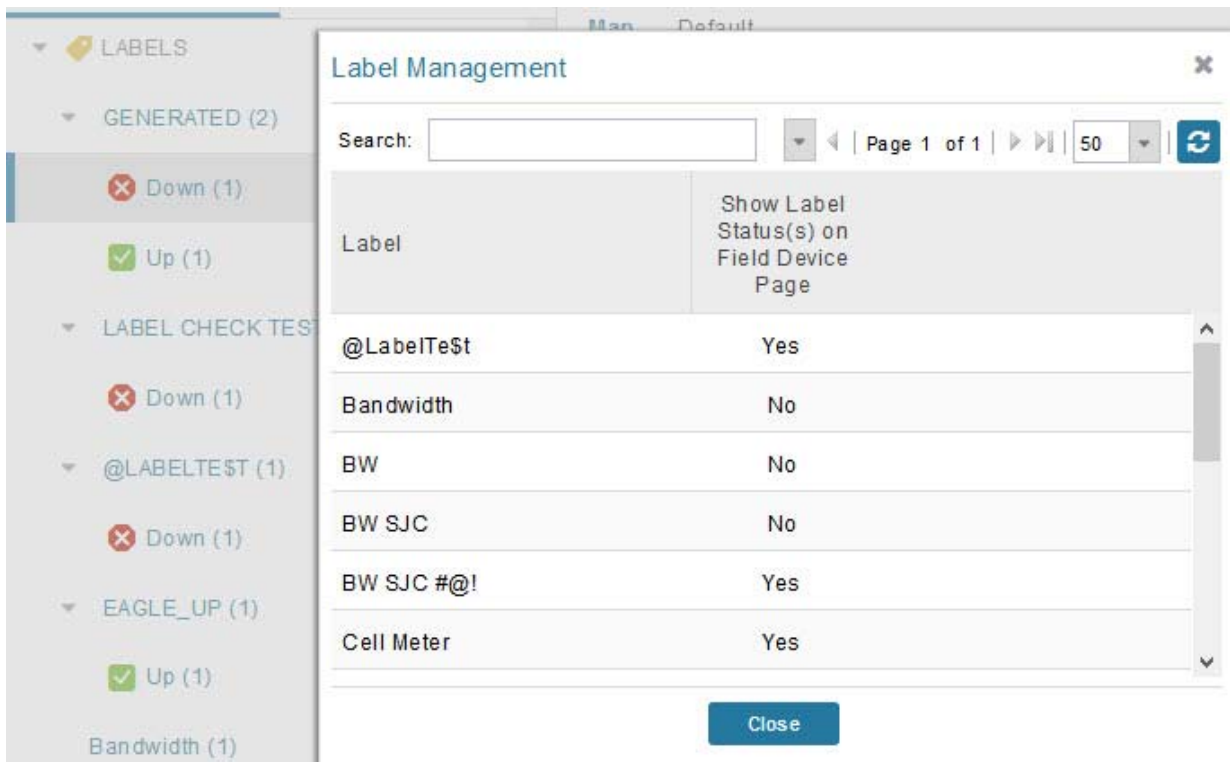 Map Default
LABELS
GENERATED (2)
Down (1)
Up (1)
LABEL CHECK TEST
Down (1)
@LABELTE$T (1)
Down (1)
EAGLE_UP (1)
Up (1)
Bandwidth (1)
Label Management
Search:
Page 1 of 1
50
Label
Show Label
Status(s) on
Field Device
Page
@LabelTe$t Yes
Bandwidth No
BW No
BW SJC No
BW SJC #@! Yes
Cell Meter Yes
Close